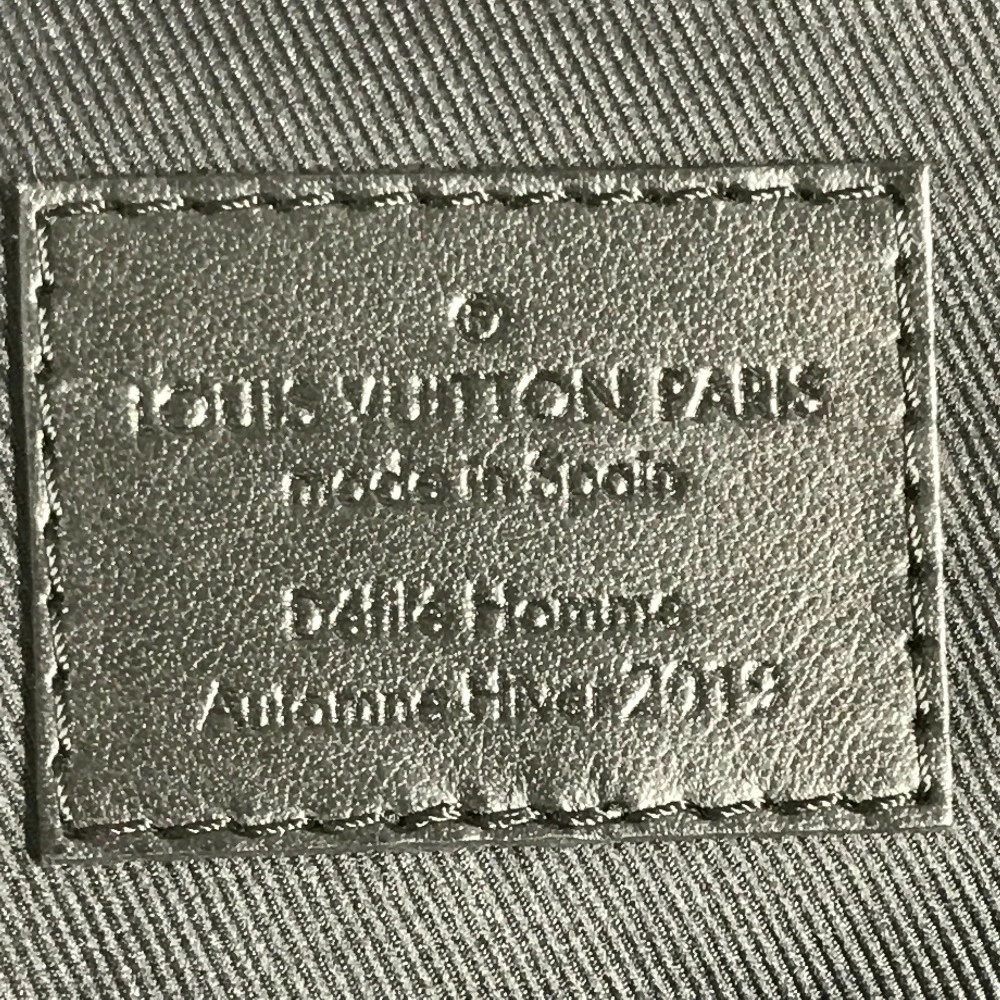 ®
LOUIS VUITTON PARIS
made in Spain
Défilé Homme
Automne Hiver 2019